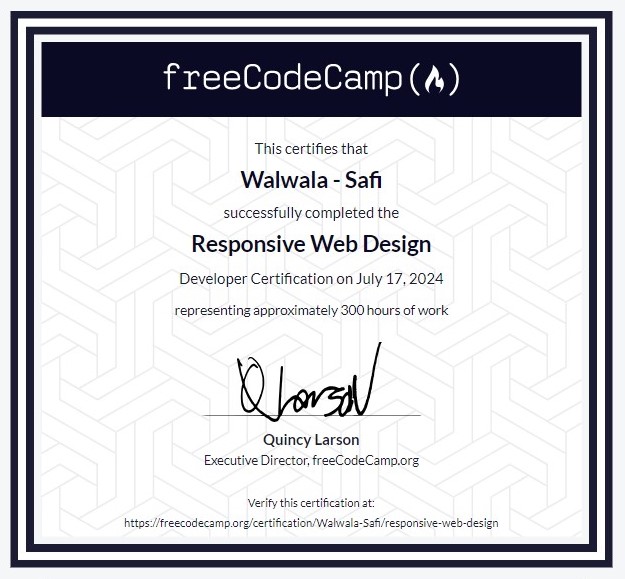 freeCodeCamp(🔥)
This certifies that
Walwala - Safi
successfully completed the
Responsive Web Design
Developer Certification on July 17, 2024
representing approximately 300 hours of work
QLarson
Quincy Larson
Executive Director, freeCodeCamp.org
Verify this certification at:
https://freecodecamp.org/certification/Walwala-Safi/responsive-web-design